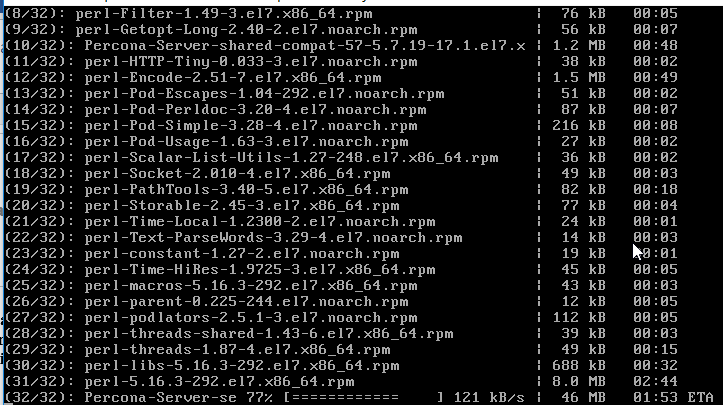 (8/32): perl-Filter-1.49-3.el7.x86_64.rpm | 76 kB 00:05
(9/32): perl-Getopt-Long-2.40-2.el7.noarch.rpm | 56 kB 00:07
(10/32): Percona-Server-shared-compat-57-5.7.19-17.1.el7.x | 1.2 MB 00:48
(11/32): perl-HTTP-Tiny-0.033-3.el7.noarch.rpm | 38 kB 00:02
(12/32): perl-Encode-2.51-7.el7.x86_64.rpm | 1.5 MB 00:49
(13/32): perl-Pod-Escapes-1.04-292.el7.noarch.rpm | 51 kB 00:02
(14/32): perl-Pod-Perldoc-3.20-4.el7.noarch.rpm | 87 kB 00:07
(15/32): perl-Pod-Simple-3.28-4.el7.noarch.rpm | 216 kB 00:08
(16/32): perl-Pod-Usage-1.63-3.el7.noarch.rpm | 27 kB 00:02
(17/32): perl-Scalar-List-Utils-1.27-248.el7.x86_64.rpm | 36 kB 00:02
(18/32): perl-Socket-2.010-4.el7.x86_64.rpm | 49 kB 00:03
(19/32): perl-PathTools-3.40-5.el7.x86_64.rpm | 82 kB 00:18
(20/32): perl-Storable-2.45-3.el7.x86_64.rpm | 77 kB 00:04
(21/32): perl-Time-Local-1.2300-2.el7.noarch.rpm | 24 kB 00:01
(22/32): perl-Text-ParseWords-3.29-4.el7.noarch.rpm | 14 kB 00:03
(23/32): perl-constant-1.27-2.el7.noarch.rpm | 19 kB 00:01
(24/32): perl-Time-HiRes-1.9725-3.el7.x86_64.rpm | 45 kB 00:05
(25/32): perl-macros-5.16.3-292.el7.x86_64.rpm | 43 kB 00:03
(26/32): perl-parent-0.225-244.el7.noarch.rpm | 12 kB 00:05
(27/32): perl-podlators-2.5.1-3.el7.noarch.rpm | 112 kB 00:05
(28/32): perl-threads-shared-1.43-6.el7.x86_64.rpm | 39 kB 00:03
(29/32): perl-threads-1.87-4.el7.x86_64.rpm | 49 kB 00:15
(30/32): perl-libs-5.16.3-292.el7.x86_64.rpm | 688 kB 00:32
(31/32): perl-5.16.3-292.el7.x86_64.rpm | 8.0 MB 02:44
(32/32): Percona-Server-se 77% [============    ] 121 kB/s | 46 MB 01:53 ETA